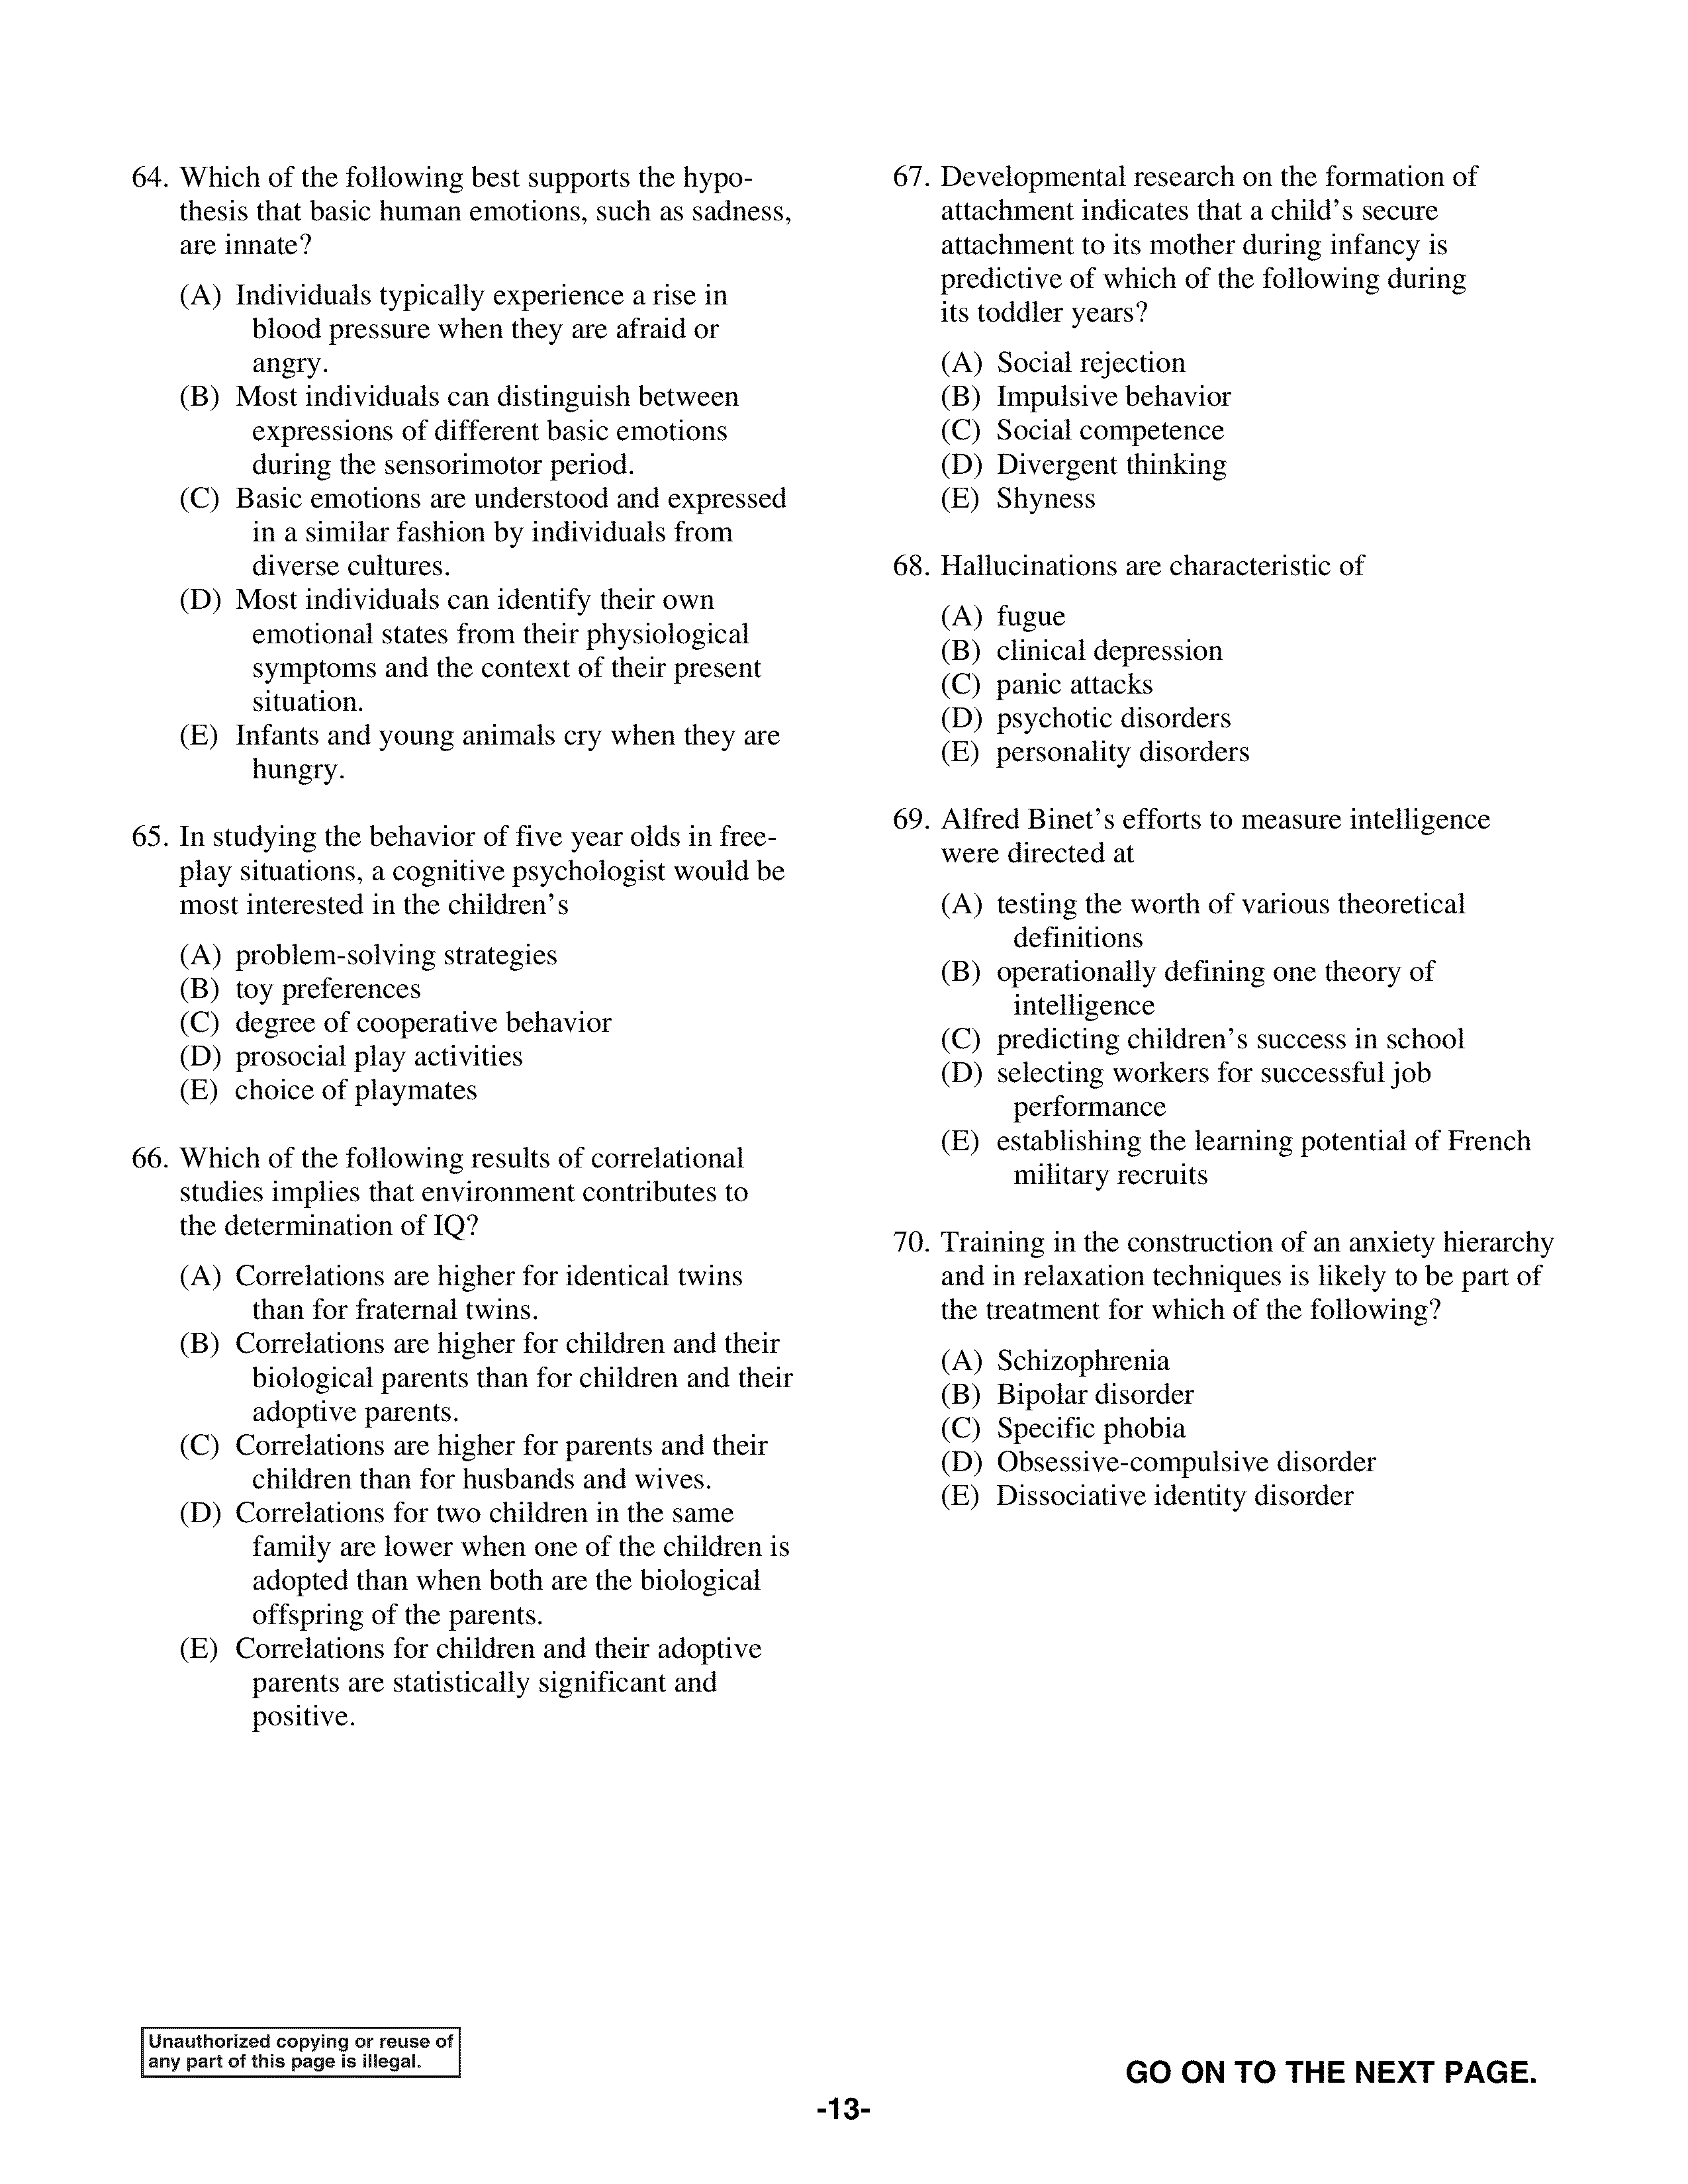 64. Which of the following best supports the hypo-
thesis that basic human emotions, such as sadness,
are innate?
(A) Individuals typically experience a rise in
blood pressure when they are afraid or
angry.
(B) Most individuals can distinguish between
expressions of different basic emotions
during the sensorimotor period.
(C) Basic emotions are understood and expressed
in a similar fashion by individuals from
diverse cultures.
(D) Most individuals can identify their own
emotional states from their physiological
symptoms and the context of their present
situation.
(E) Infants and young animals cry when they are
hungry.
65. In studying the behavior of five year olds in free-
play situations, a cognitive psychologist would be
most interested in the children's
(A) problem-solving strategies
(B) toy preferences
(C) degree of cooperative behavior
(D) prosocial play activities
(E) choice of playmates
66. Which of the following results of correlational
studies implies that environment contributes to
the determination of IQ?
(A) Correlations are higher for identical twins
than for fraternal twins.
(B) Correlations are higher for children and their
biological parents than for children and their
adoptive parents.
(C) Correlations are higher for parents and their
children than for husbands and wives.
(D) Correlations for two children in the same
family are lower when one of the children is
adopted than when both are the biological
offspring of the parents.
(E) Correlations for children and their adoptive
parents are statistically significant and
positive.
67. Developmental research on the formation of
attachment indicates that a child's secure
attachment to its mother during infancy is
predictive of which of the following during
its toddler years?
(A) Social rejection
(B) Impulsive behavior
(C) Social competence
(D) Divergent thinking
(E) Shyness
68. Hallucinations are characteristic of
(A) fugue
(B) clinical depression
(C) panic attacks
(D) psychotic disorders
(E) personality disorders
69. Alfred Binet's efforts to measure intelligence
were directed at
(A) testing the worth of various theoretical
definitions
(B) operationally defining one theory of
intelligence
(C) predicting children's success in school
(D) selecting workers for successful job
performance
(E) establishing the learning potential of French
military recruits
70. Training in the construction of an anxiety hierarchy
and in relaxation techniques is likely to be part of
the treatment for which of the following?
(A) Schizophrenia
(B) Bipolar disorder
(C) Specific phobia
(D) Obsessive-compulsive disorder
(E) Dissociative identity disorder
Unauthorized copying or reuse of
any part of this page is illegal.
GO ON TO THE NEXT PAGE.
-13-